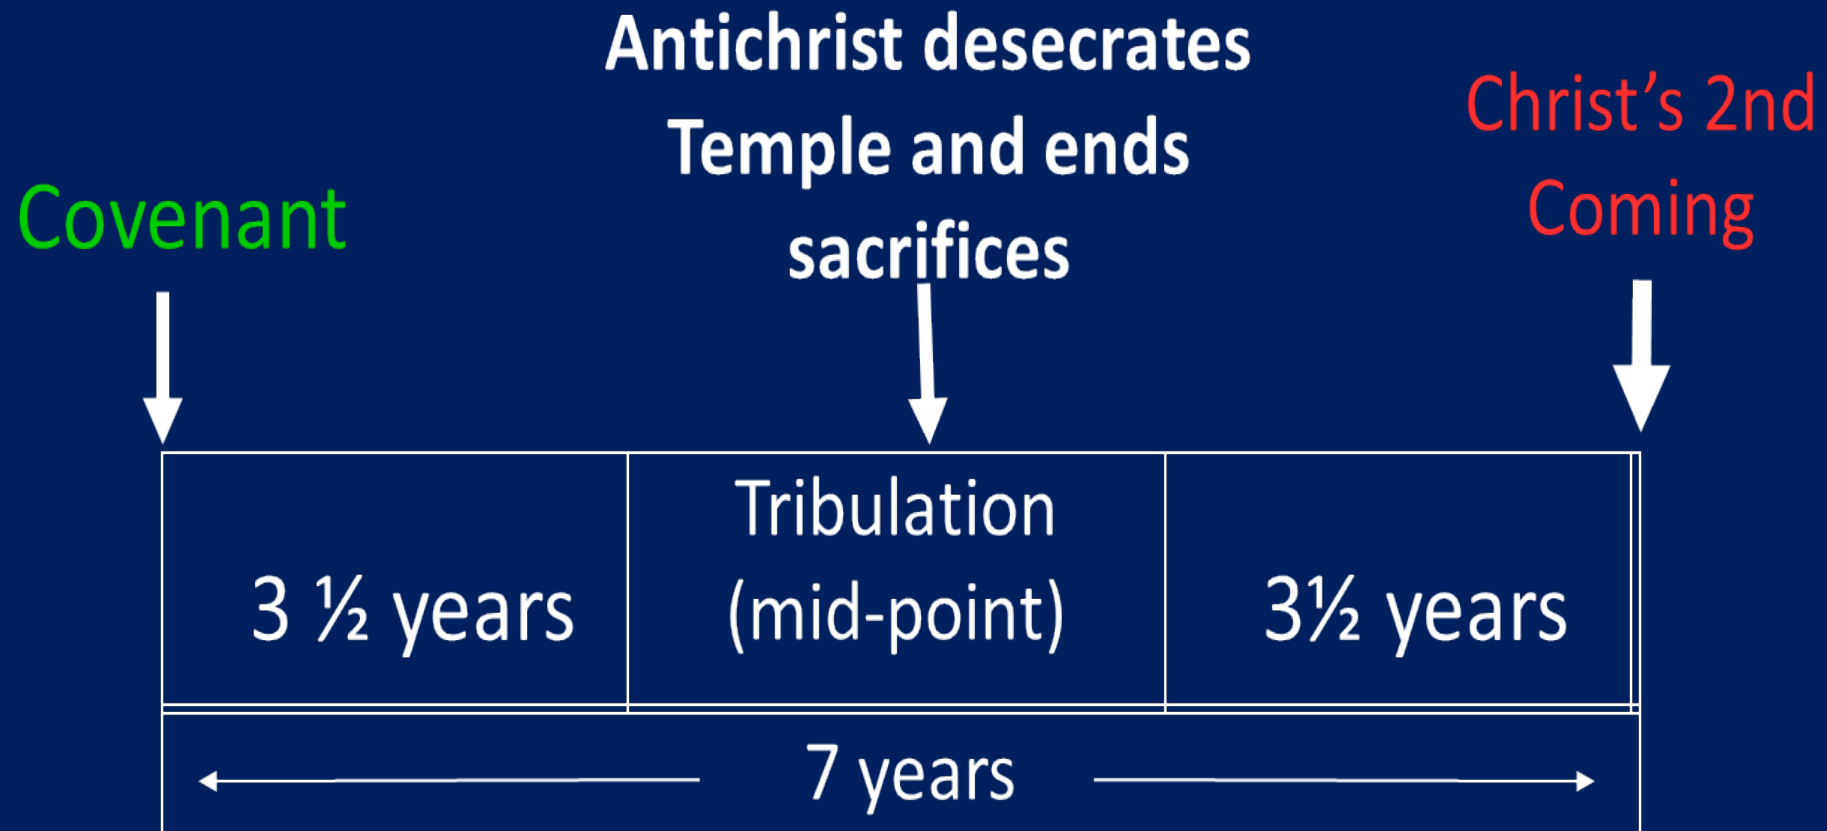 Antichrist desecrates
Temple and ends
sacrifices
Christ’s 2nd
Coming
Covenant
3 ½ years
Tribulation
(mid-point)
3½ years
7 years